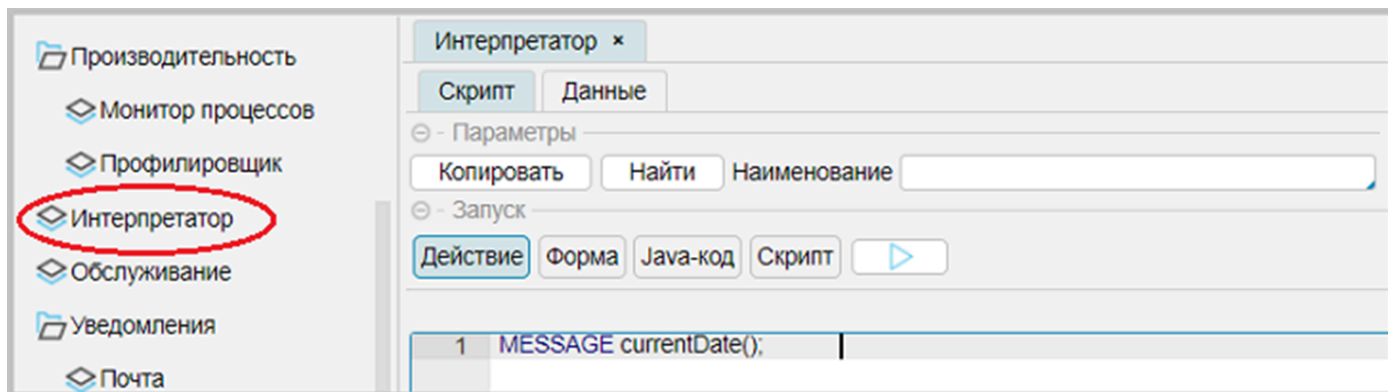 Производительность
Монитор процессов
Профилировщик
Интерпретатор
Обслуживание
Уведомления
Почта
Интерпретатор ×
Скрипт Данные
Параметры
Копировать Найти Наименование
Запуск
Действие Форма Java-код Скрипт
1 MESSAGE currentDate();